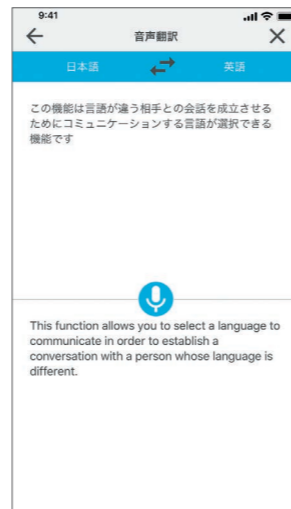 9:41
音声翻訳
日本語
英語
この機能は言語が違う相手との会話を成立させる
ためにコミュニケーションする言語が選択できる
機能です
This function allows you to select a language to
communicate in order to establish a
conversation with a person whose language is
different.